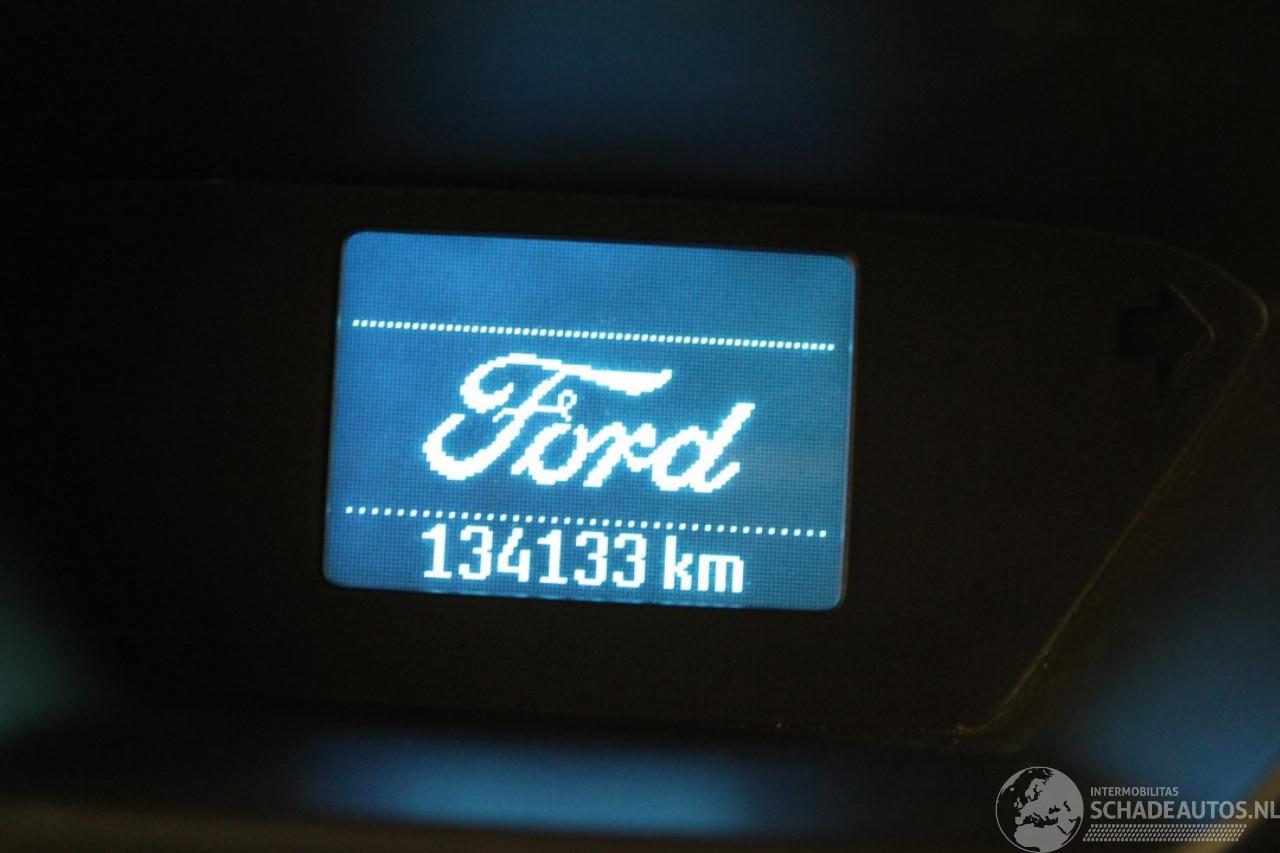 Ford
134133 km
INTERMOBILITAS
SCHADEAUTOS.NL